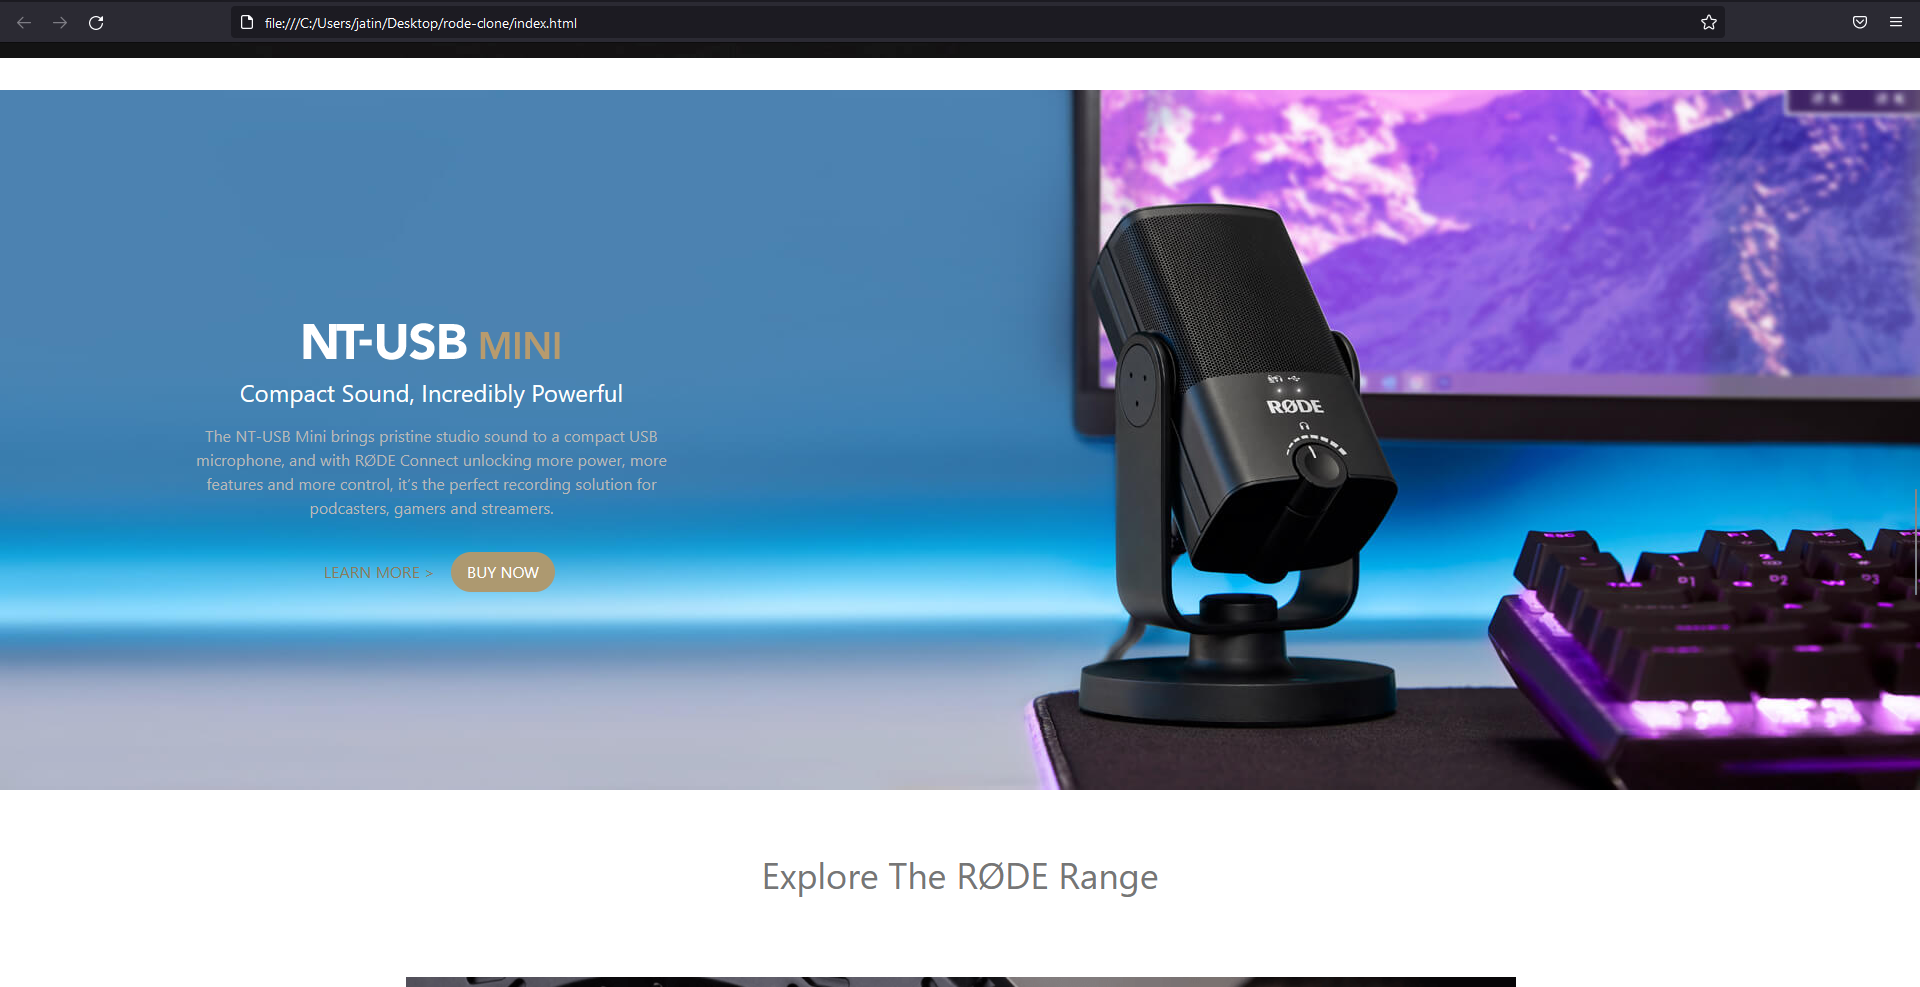 file:///C:/Users/jatin/Desktop/rode-clone/index.html
NT-USB MINI
Compact Sound, Incredibly Powerful
The NT-USB Mini brings pristine studio sound to a compact USB
microphone, and with RØDE Connect unlocking more power, more
features and more control, it's the perfect recording solution for
podcasters, gamers and streamers.
LEARN MORE >
BUY NOW
RØDE
ESC
F1
F2
Explore The RØDE Range